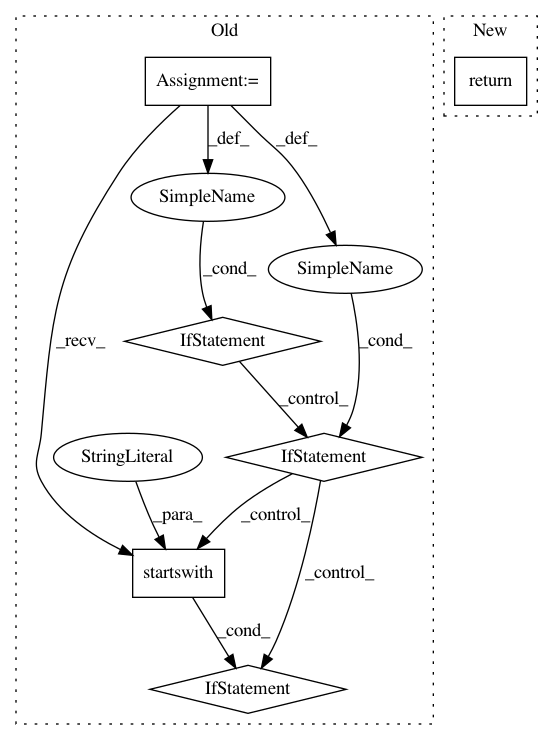 Old
New
Assignment:=
return
_def_
_def_
SimpleName
SimpleName
_cond_
_recv_
IfStatement
_cond_
_control_
StringLiteral
IfStatement
_para_
_control_
startswith
_control_
_cond_
IfStatement